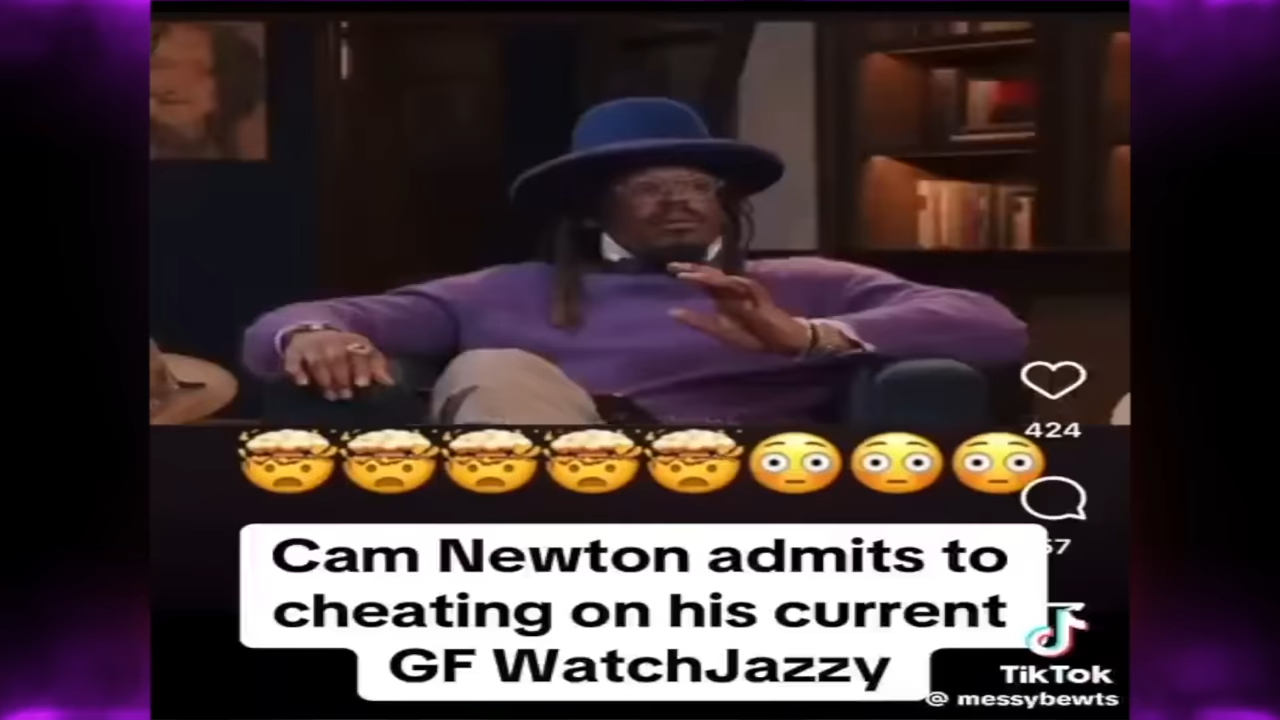 424
Cam Newton admits to
cheating on his current
GF WatchJazzy
TikTok
@ messybewts